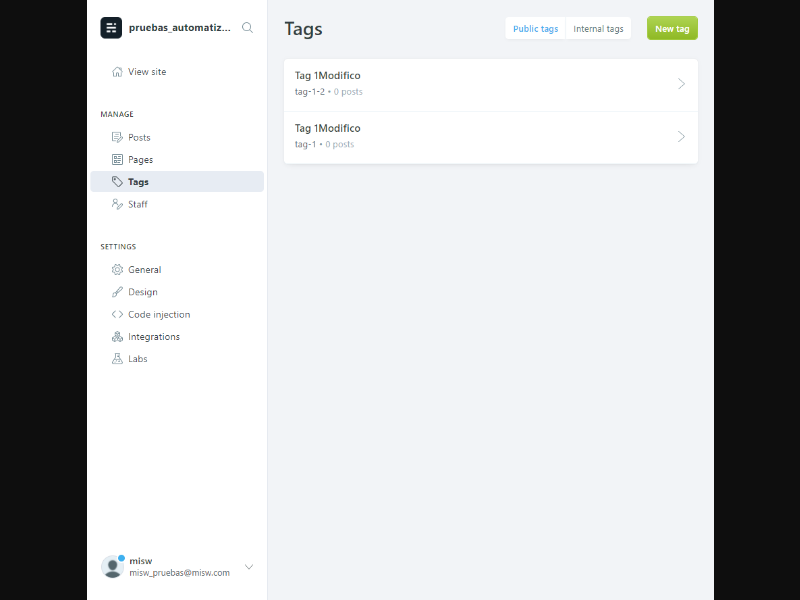 pruebas_automatiz...
View site
MANAGE
Posts
Pages
Tags
Staff
SETTINGS
General
Design
Code injection
Integrations
Labs
misw
misw_pruebas@misw.com
Tags
Public tags
Internal tags
New tag
Tag 1Modifico
tag-1-2 • 0 posts
Tag 1Modifico
tag-1 • 0 posts